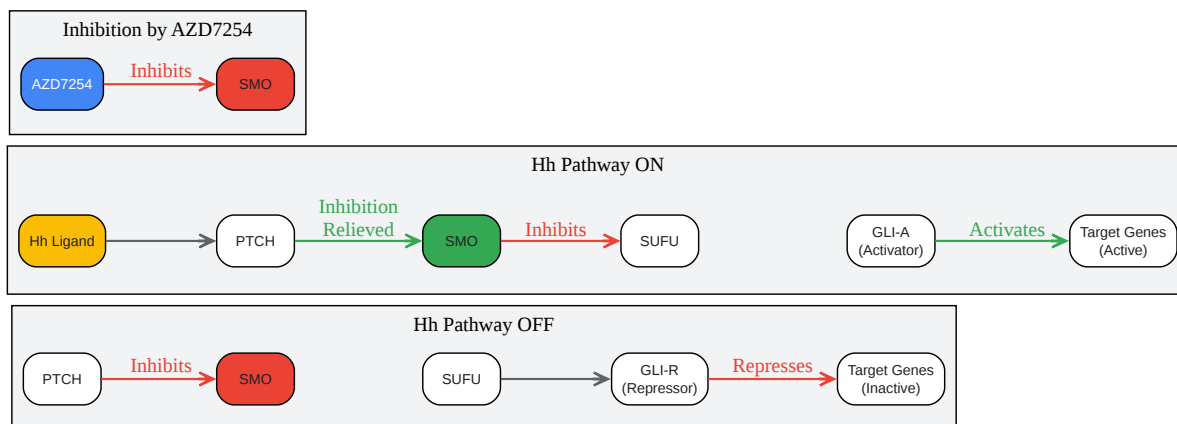 Inhibition by AZD7254
AZD7254
Inhibits
SMO
Hh Pathway ON
Hh Ligand
PTCH
Inhibition
Relieved
SMO
Inhibits
SUFU
GLI-A
(Activator)
Activates
Target Genes
(Active)
Hh Pathway OFF
PTCH
Inhibits
SMO
SUFU
GLI-R
(Repressor)
Represses
Target Genes
(Inactive)